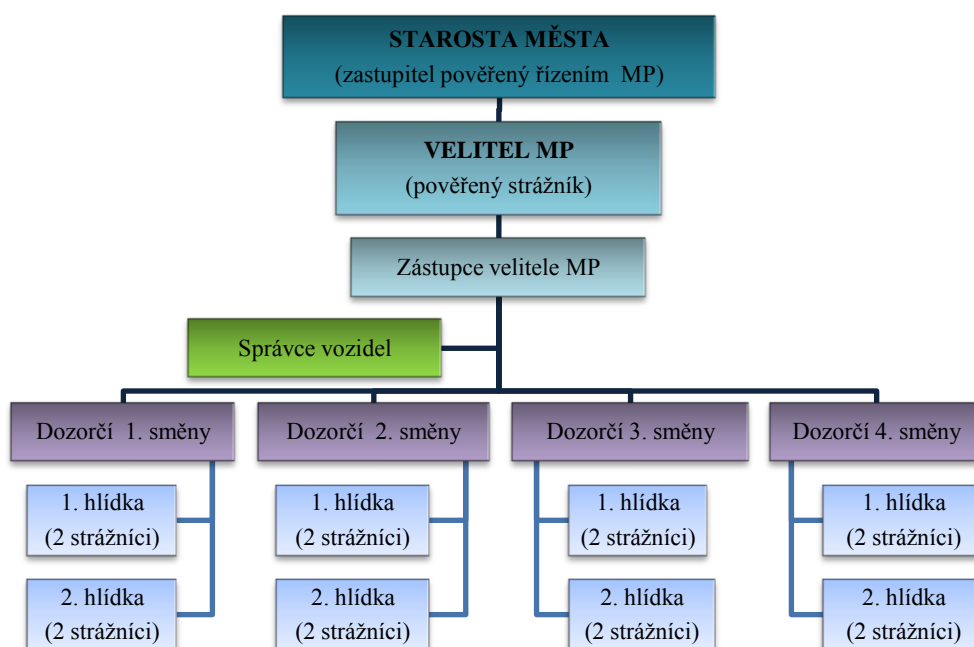 STAROSTA MĚSTA
(zastupitel pověřený řízením MP)
VELITEL MP
(pověřený strážník)
Zástupce velitele MP
Správce vozidel
Dozorčí 1. směny
Dozorčí 2. směny
Dozorčí 3. směny
Dozorčí 4. směny
1. hlídka
(2 strážníci)
1. hlídka
(2 strážníci)
1. hlídka
(2 strážníci)
1. hlídka
(2 strážníci)
2. hlídka
(2 strážníci)
2. hlídka
(2 strážníci)
2. hlídka
(2 strážníci)
2. hlídka
(2 strážníci)